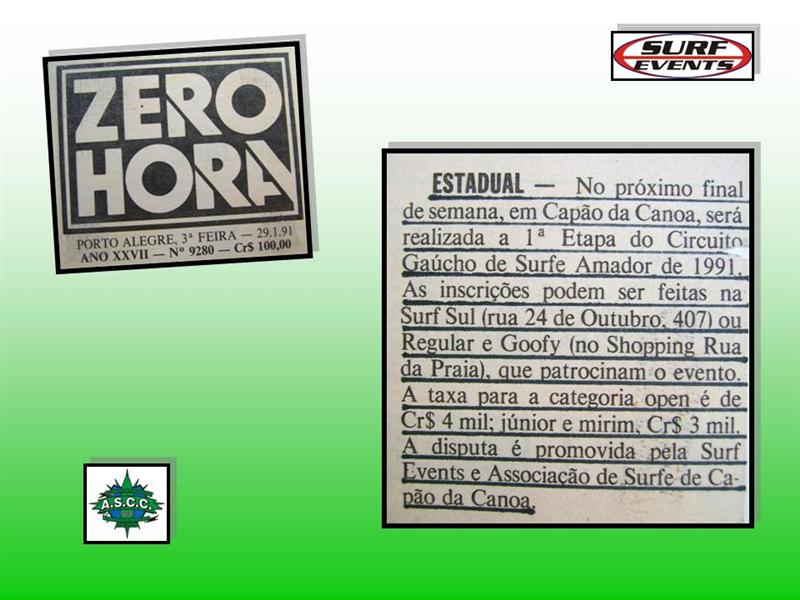 ZERO
HORA
PORTO ALEGRE, 3ª FEIRA — 29.1.91
ANO XXVII — Nº 9280 — Cr$ 100,00
SURF
EVENTS
ESTADUAL — No próximo final
de semana, em Capão da Canoa, será
realizada a 1ª Etapa do Circuito
Gaúcho de Surfe Amador de 1991.
As inscrições podem ser feitas na
Surf Sul (rua 24 de Outubro, 407) ou
Regular e Goofy (no Shopping Rua
da Praia), que patrocinam o evento.
A taxa para a categoria open é de
Cr$ 4 mil; júnior e mirim, Cr$ 3 mil.
A disputa é promovida pela Surf
Events e Associação de Surfe de Ca-
pão da Canoa.
A.S.C.C.